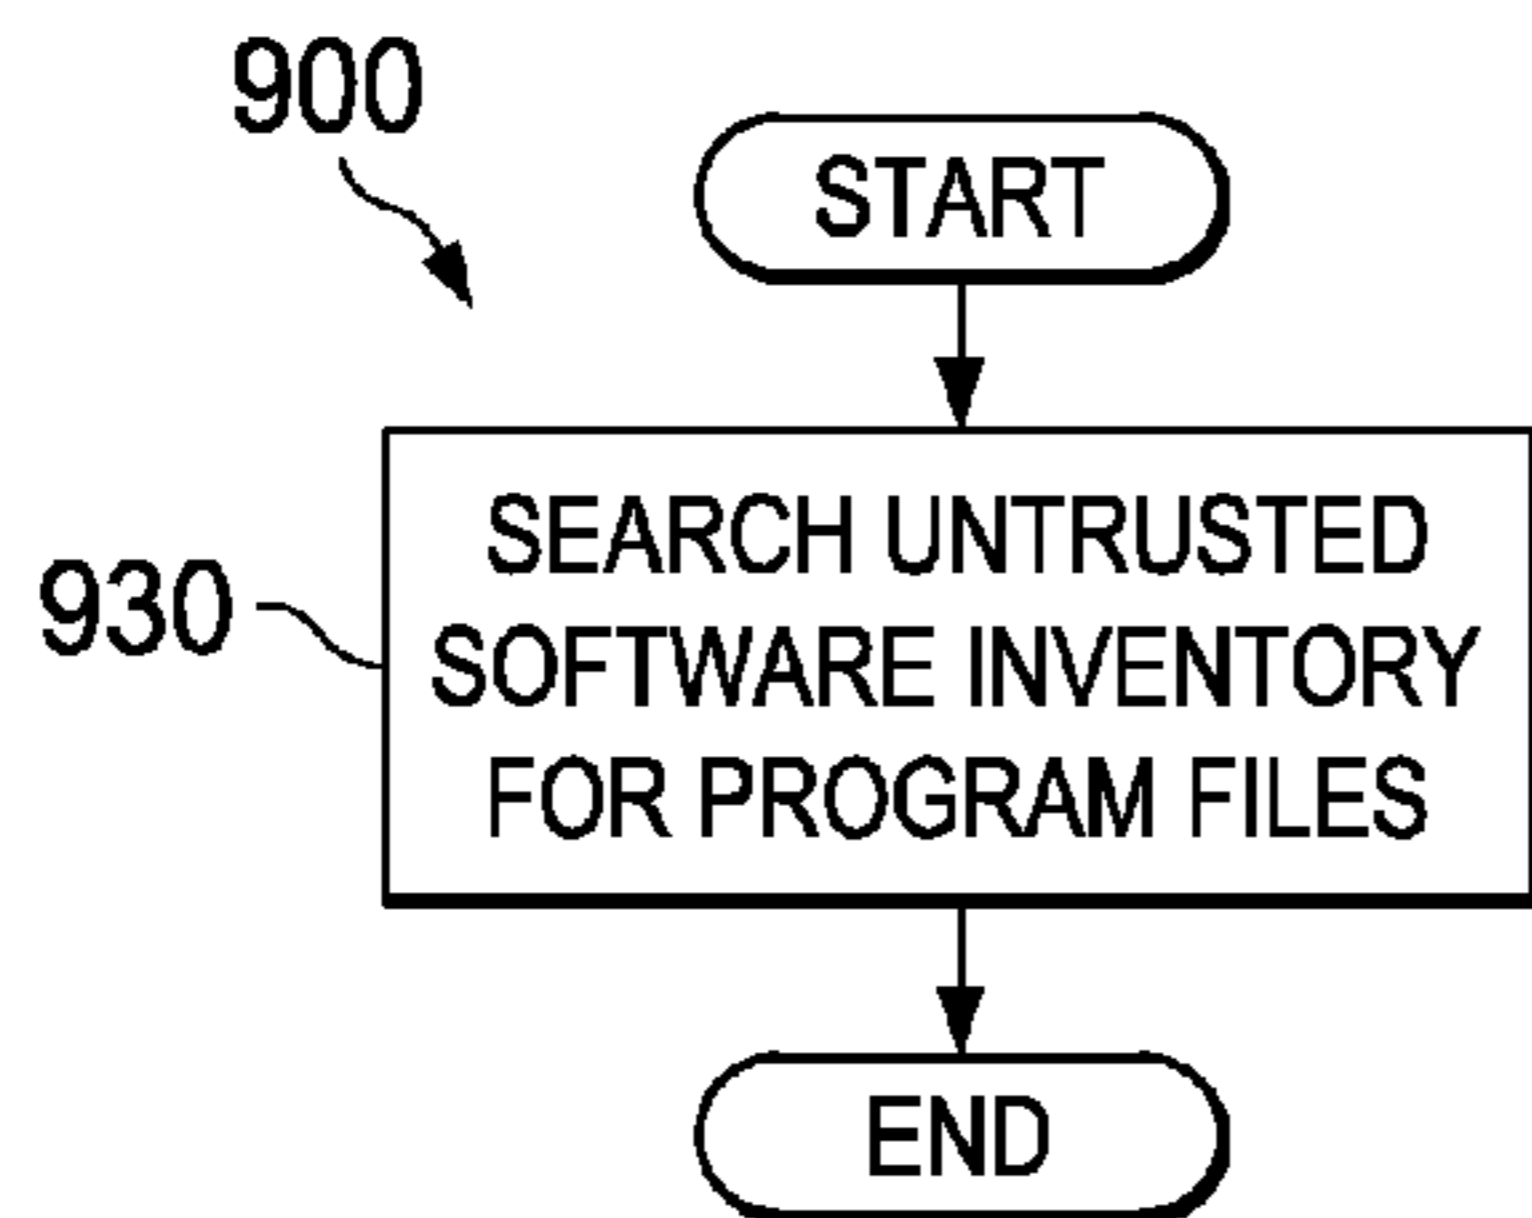 900
START
930
SEARCH UNTRUSTED
SOFTWARE INVENTORY
FOR PROGRAM FILES
END